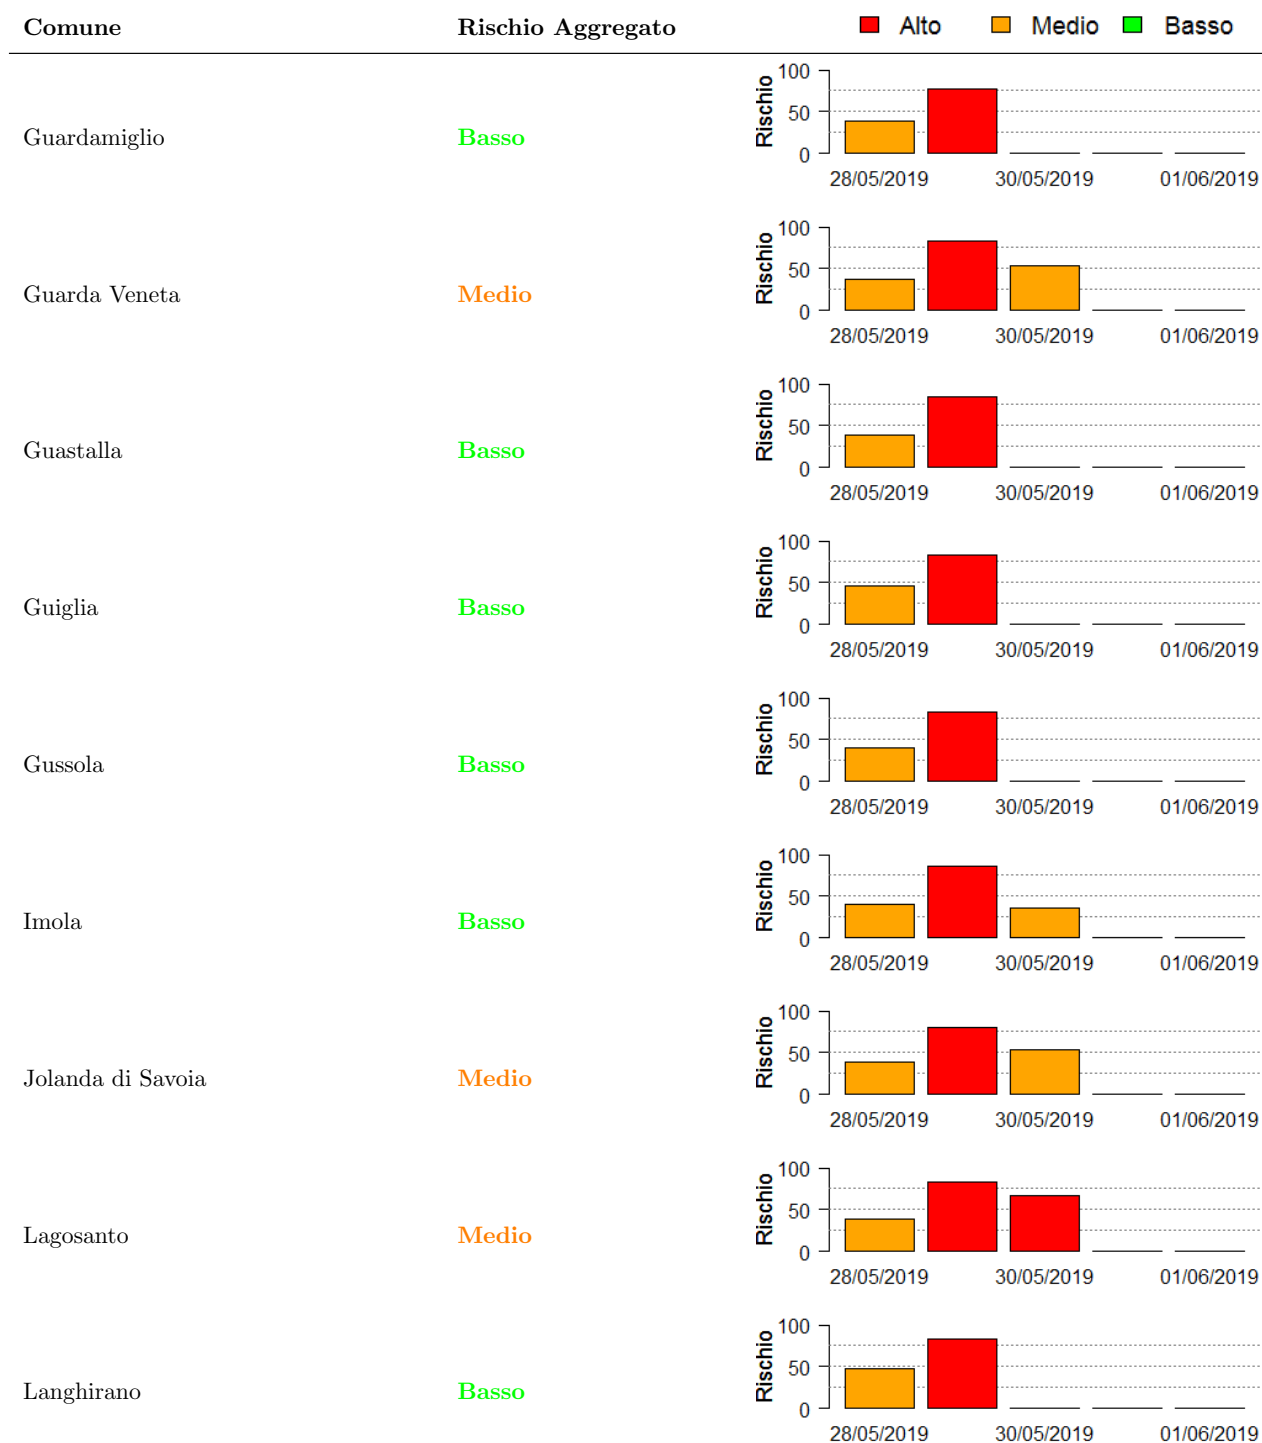 Comune Rischio Aggregato Alto Medio Basso
100
50
0
Rischio
Guardamiglio Basso
28/05/2019 30/05/2019 01/06/2019
100
50
0
Rischio
Guarda Veneta Medio
28/05/2019 30/05/2019 01/06/2019
100
50
0
Rischio
Guastalla Basso
28/05/2019 30/05/2019 01/06/2019
100
50
0
Rischio
Guiglia Basso
28/05/2019 30/05/2019 01/06/2019
100
50
0
Rischio
Gussola Basso
28/05/2019 30/05/2019 01/06/2019
100
50
0
Rischio
Imola Basso
28/05/2019 30/05/2019 01/06/2019
100
50
0
Rischio
Jolanda di Savoia Medio
28/05/2019 30/05/2019 01/06/2019
100
50
0
Rischio
Lagosanto Medio
28/05/2019 30/05/2019 01/06/2019
100
50
0
Rischio
Langhirano Basso
28/05/2019 30/05/2019 01/06/2019